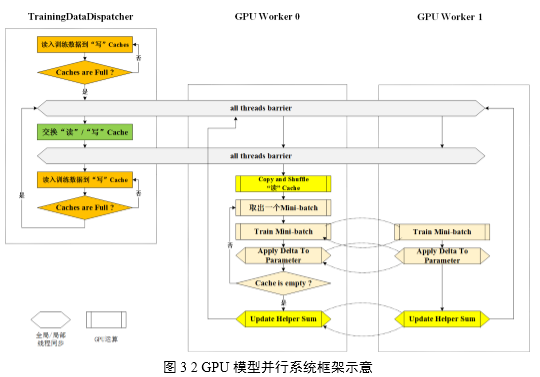 TrainingDataDispatcher
GPU Worker 0
GPU Worker 1
读入训练数据到“写”Caches
Caches are Full ?
否
是
all threads barrier
交换“读”/“写”Cache
all threads barrier
读入训练数据到“写”Cache
Caches are Full ?
是
否
Copy and Shuffle
“读” Cache
取出一个Mini-batch
Train Mini-batch
Train Mini-batch
否
Apply Delta To
Parameter
Apply Delta To
Parameter
Cache is empty ?
是
Update Helper Sum
Update Helper Sum
全局/局部
线程同步
GPU运算
图 3 2 GPU 模型并行系统框架示意